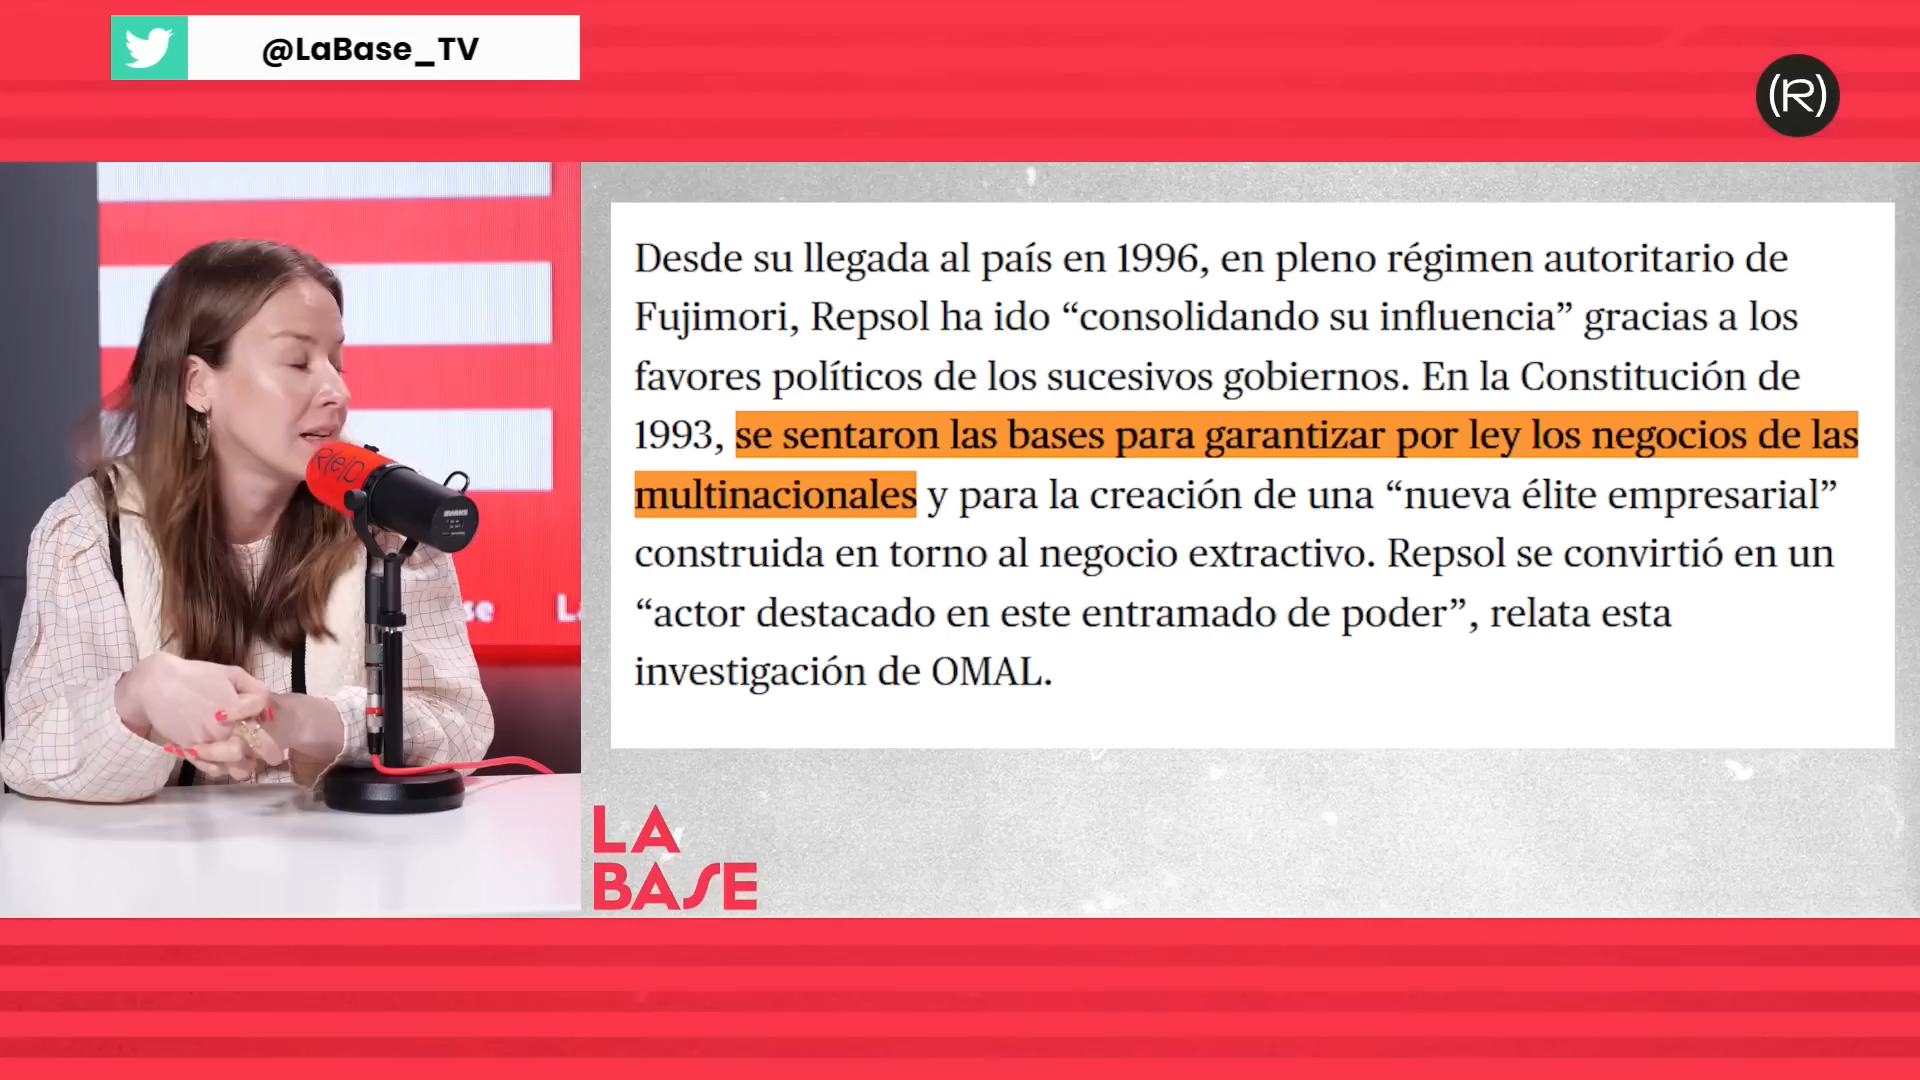 @LaBase_TV
(R)
Desde su llegada al país en 1996, en pleno régimen autoritario de
Fujimori, Repsol ha ido “consolidando su influencia” gracias a los
favores políticos de los sucesivos gobiernos. En la Constitución de
1993, se sentaron las bases para garantizar por ley los negocios de las
multinacionales y para la creación de una “nueva élite empresarial”
construida en torno al negocio extractivo. Repsol se convirtió en un
“actor destacado en este entramado de poder”, relata esta
investigación de OMAL.
R(e)D
se
La
LA
BASE